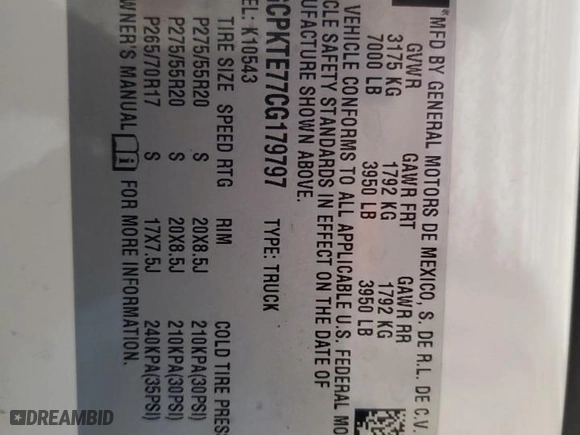 MFD BY GENERAL MOTORS DE MEXICO, S. DE R.L. DE C.V.
GVWR GAWR FRT GAWR RR
3175 KG 1792 KG 1792 KG
7000 LB 3950 LB 3950 LB
VEHICLE CONFORMS TO ALL APPLICABLE U.S. FEDERAL MO
CLE SAFETY STANDARDS IN EFFECT ON THE DATE OF
UFACTURE SHOWN ABOVE.
GCPKTE77CG179797 TYPE: TRUCK
EL: K10543
TIRE SIZE SPEED RTG RIM COLD TIRE PRES
P275/55R20 S 20X8.5J 210KPA(30PSI)
P275/55R20 S 20X8.5J 210KPA(30PSI)
P265/70R17 S 17X7.5J 240KPA(35PSI)
WNER'S MANUAL i FOR MORE INFORMATION.
DREAMBID